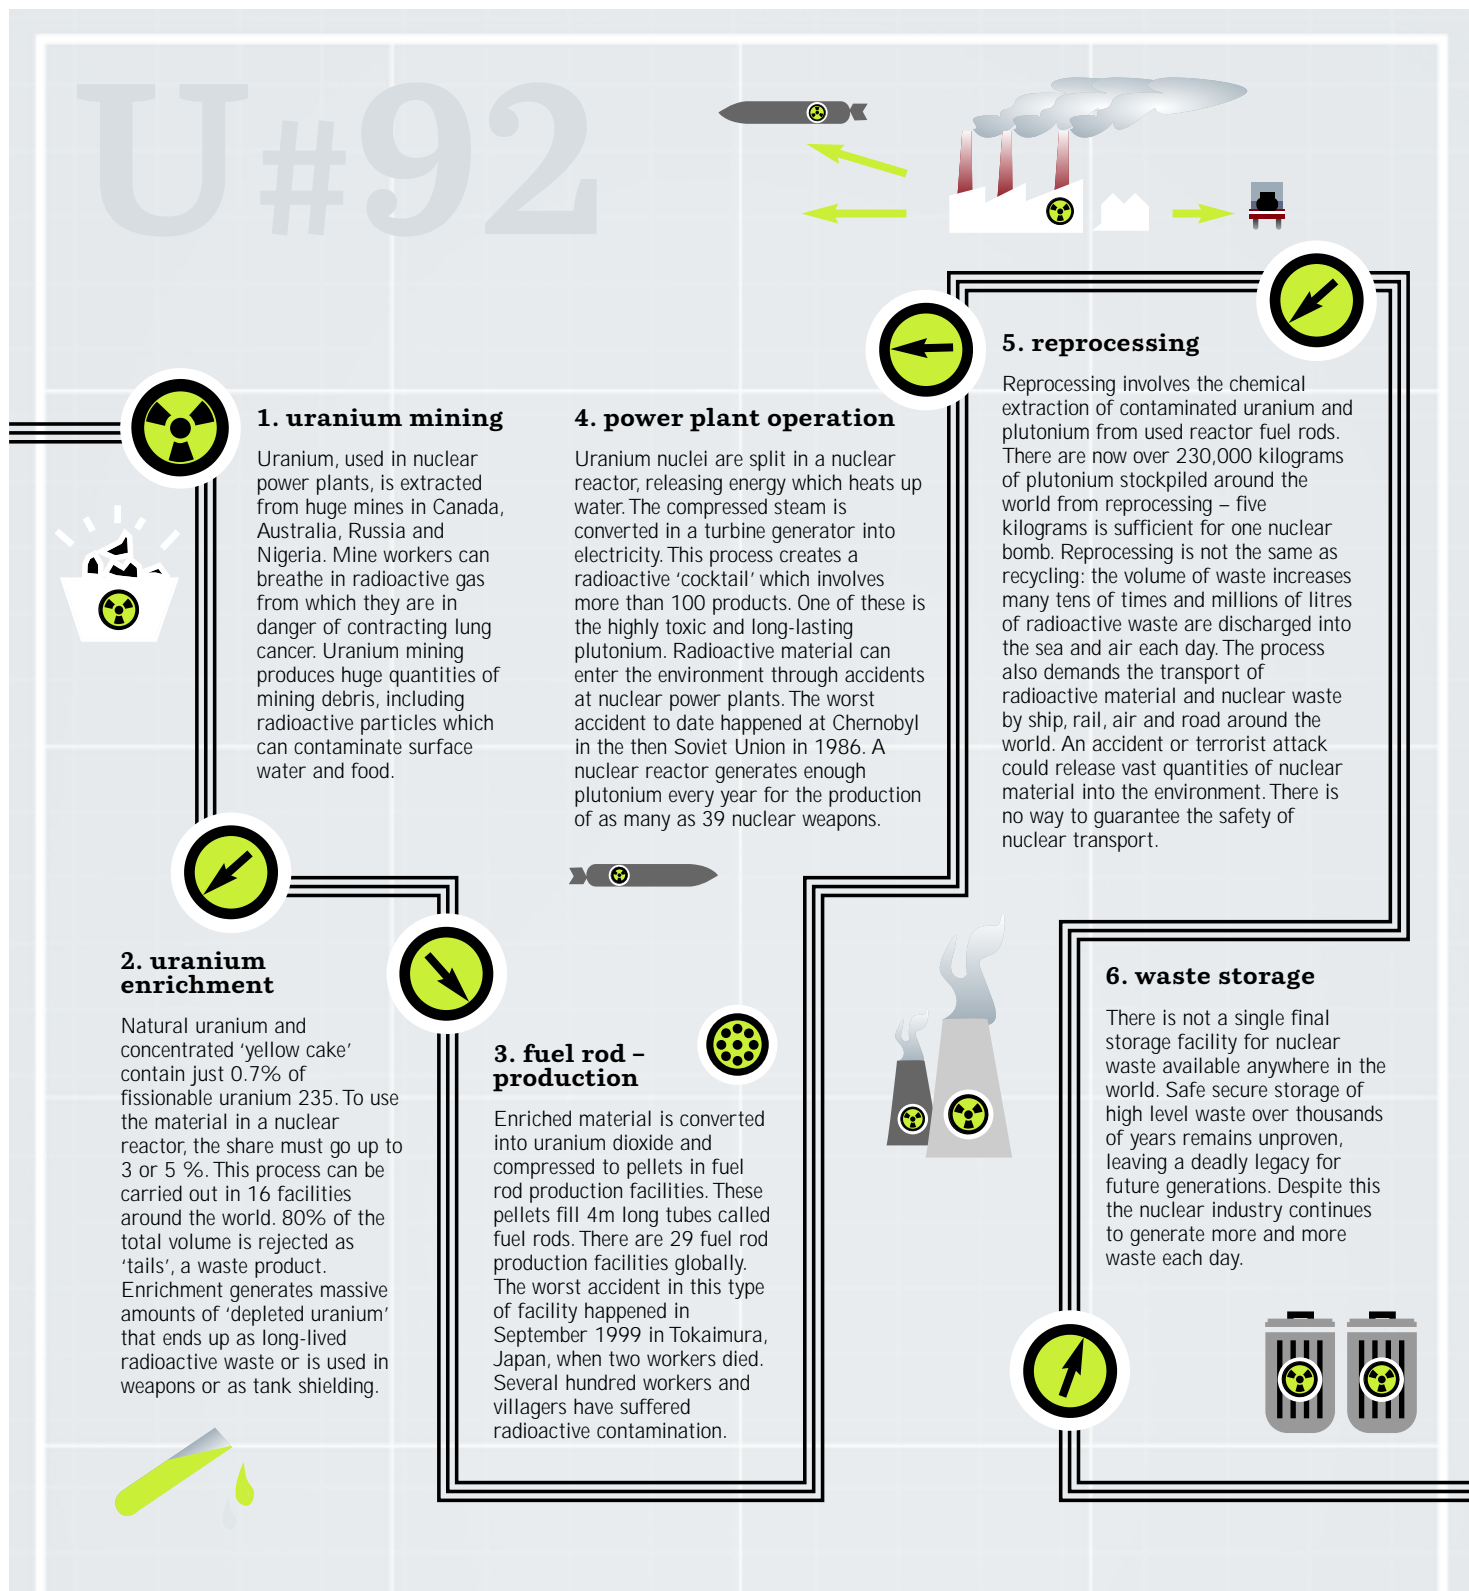 U#92
1. uranium mining
Uranium, used in nuclear
power plants, is extracted
from huge mines in Canada,
Australia, Russia and
Nigeria. Mine workers can
breathe in radioactive gas
from which they are in
danger of contracting lung
cancer. Uranium mining
produces huge quantities of
mining debris, including
radioactive particles which
can contaminate surface
water and food.
2. uranium
enrichment
Natural uranium and
concentrated ‘yellow cake’
contain just 0.7% of
fissionable uranium 235. To use
the material in a nuclear
reactor, the share must go up to
3 or 5 %. This process can be
carried out in 16 facilities
around the world. 80% of the
total volume is rejected as
‘tails’, a waste product.
Enrichment generates massive
amounts of ‘depleted uranium’
that ends up as long-lived
radioactive waste or is used in
weapons or as tank shielding.
3. fuel rod –
production
Enriched material is converted
into uranium dioxide and
compressed to pellets in fuel
rod production facilities. These
pellets fill 4m long tubes called
fuel rods. There are 29 fuel rod
production facilities globally.
The worst accident in this type
of facility happened in
September 1999 in Tokaimura,
Japan, when two workers died.
Several hundred workers and
villagers have suffered
radioactive contamination.
4. power plant operation
Uranium nuclei are split in a nuclear
reactor, releasing energy which heats up
water. The compressed steam is
converted in a turbine generator into
electricity. This process creates a
radioactive ‘cocktail’ which involves
more than 100 products. One of these is
the highly toxic and long-lasting
plutonium. Radioactive material can
enter the environment through accidents
at nuclear power plants. The worst
accident to date happened at Chernobyl
in the then Soviet Union in 1986. A
nuclear reactor generates enough
plutonium every year for the production
of as many as 39 nuclear weapons.
5. reprocessing
Reprocessing involves the chemical
extraction of contaminated uranium and
plutonium from used reactor fuel rods.
There are now over 230,000 kilograms
of plutonium stockpiled around the
world from reprocessing – five
kilograms is sufficient for one nuclear
bomb. Reprocessing is not the same as
recycling: the volume of waste increases
many tens of times and millions of litres
of radioactive waste are discharged into
the sea and air each day. The process
also demands the transport of
radioactive material and nuclear waste
by ship, rail, air and road around the
world. An accident or terrorist attack
could release vast quantities of nuclear
material into the environment. There is
no way to guarantee the safety of
nuclear transport.
6. waste storage
There is not a single final
storage facility for nuclear
waste available anywhere in the
world. Safe secure storage of
high level waste over thousands
of years remains unproven,
leaving a deadly legacy for
future generations. Despite this
the nuclear industry continues
to generate more and more
waste each day.